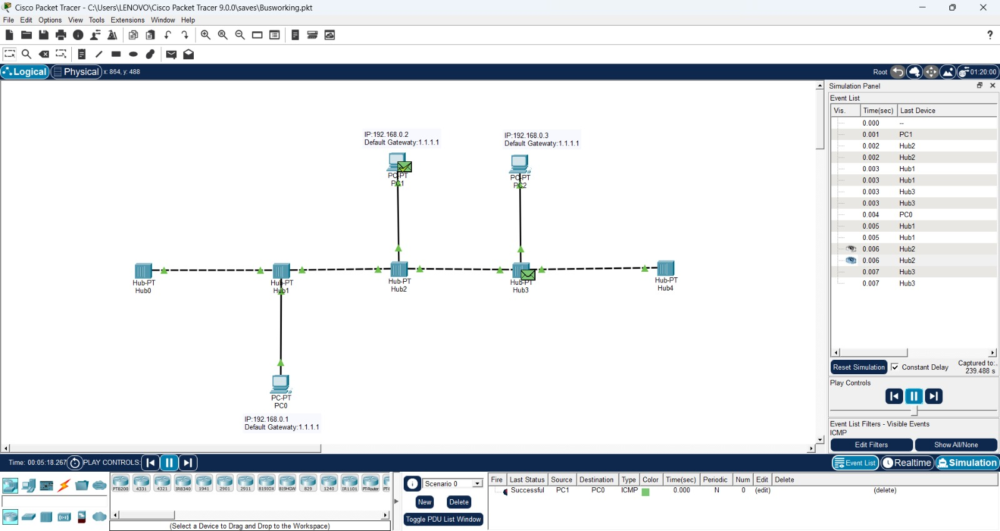 Cisco Packet Tracer - C:\Users\LENOVO\Cisco Packet Tracer 9.0.0\saves\Busworking.pkt
File Edit Options View Tools Extensions Window Help
?
Logical Physical x: 864, y: 488 Root 01:20:00
Simulation Panel
Event List
Vis. Time(sec) Last Device
0.000 --
0.001 PC1
0.002 Hub2
0.002 Hub2
0.003 Hub1
0.003 Hub1
0.003 Hub3
0.003 Hub3
0.004 PC0
0.005 Hub1
0.005 Hub1
0.006 Hub2
0.006 Hub2
0.007 Hub3
0.007 Hub3
IP:192.168.0.2
Default Gatewaty:1.1.1.1
IP:192.168.0.3
Default Gatewaty:1.1.1.1
PC-PT
PC1
PC-PT
PC2
Hub-PT
Hub0
Hub-PT
Hub1
Hub-PT
Hub2
Hub-PT
Hub3
Hub-PT
Hub4
PC-PT
PC0
IP:192.168.0.1
Default Gatewaty:1.1.1.1
Reset Simulation Constant Delay Captured to:
239.488 s
Play Controls
Event List Filters - Visible Events
ICMP
Edit Filters Show All/None
Time: 00:05:18.267 PLAY CONTROLS:
Event List Realtime Simulation
PT8200 4331 4321 IR8340 1941 2901 2911 819IOX 819HGW 829 1240 IR1101 PT-Router
(Select a Device to Drag and Drop to the Workspace)
Scenario 0
New Delete
Toggle PDU List Window
Fire Last Status Source Destination Type Color Time(sec) Periodic Num Edit Delete
Successful PC1 PC0 ICMP 0.000 N 0 (edit) (delete)